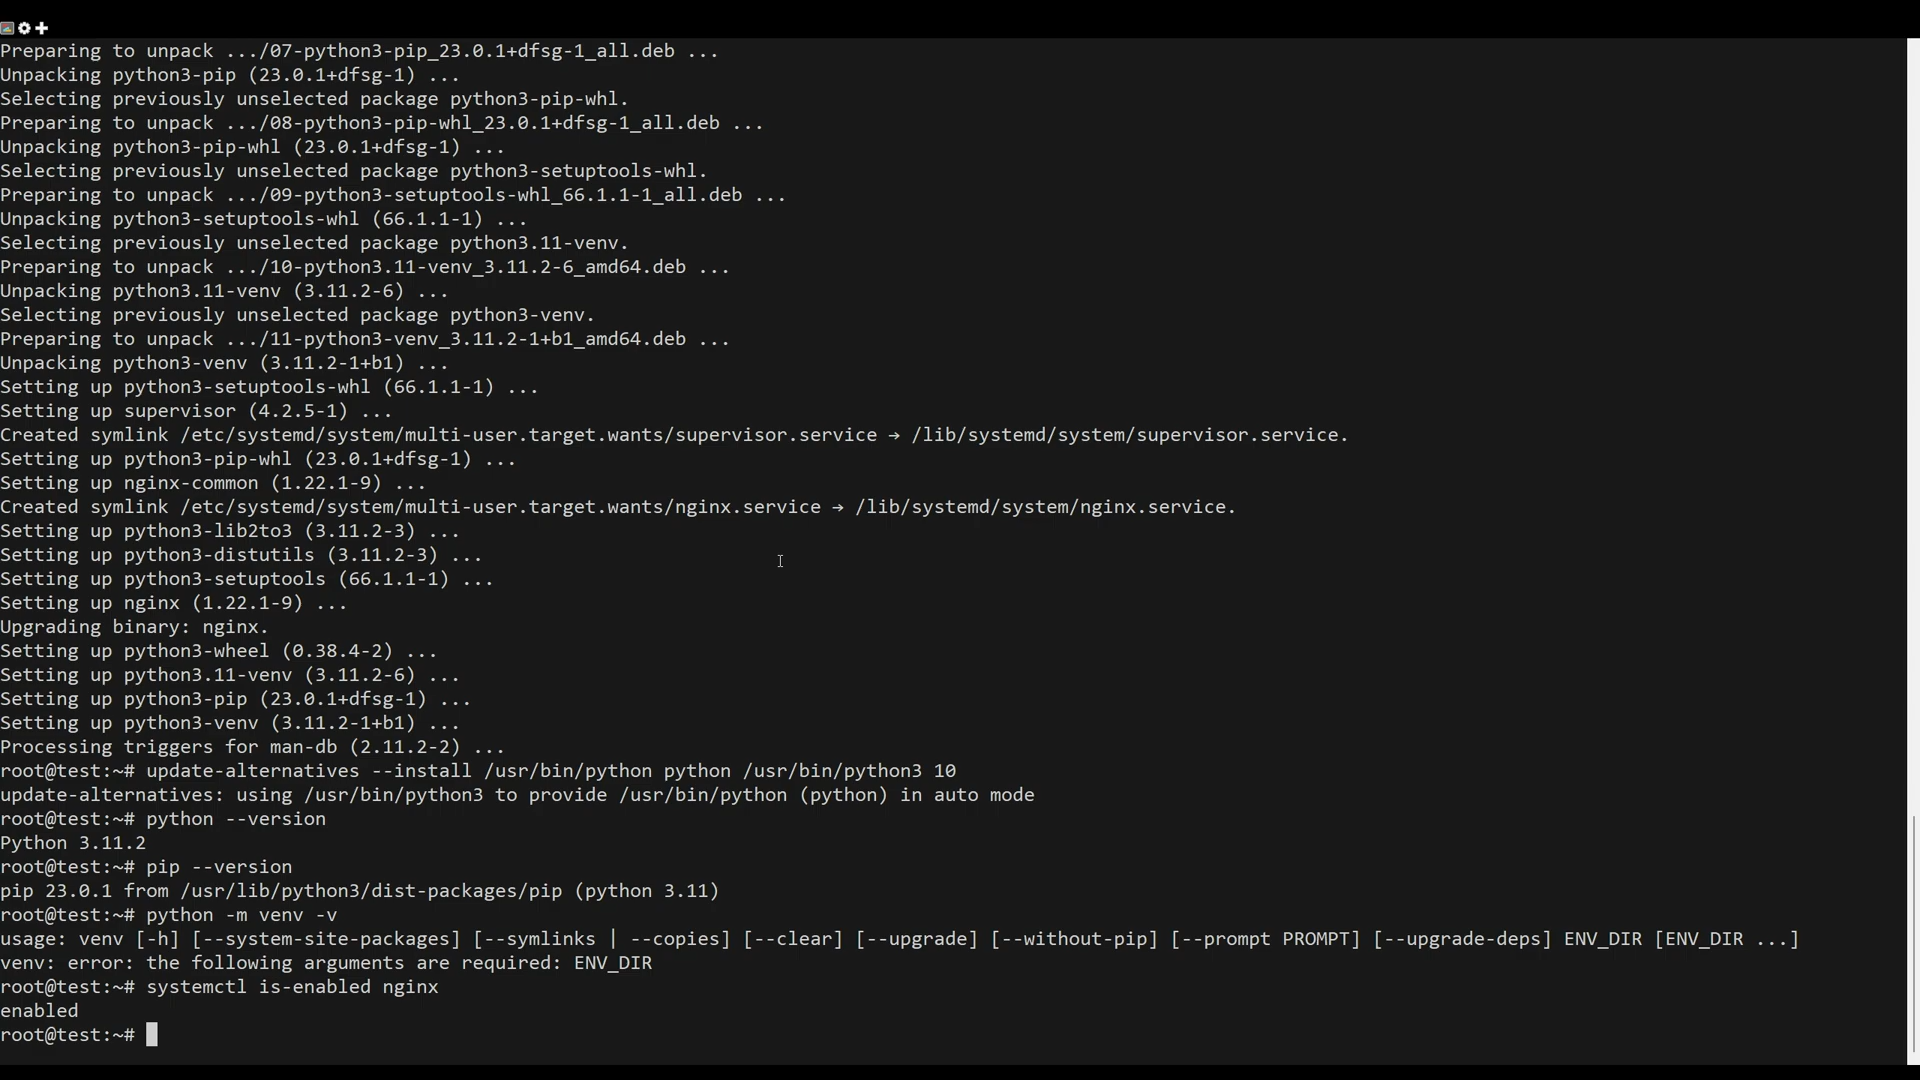 Preparing to unpack .../07-python3-pip_23.0.1+dfsg-1_all.deb ...
Unpacking python3-pip (23.0.1+dfsg-1) ...
Selecting previously unselected package python3-pip-whl.
Preparing to unpack .../08-python3-pip-whl_23.0.1+dfsg-1_all.deb ...
Unpacking python3-pip-whl (23.0.1+dfsg-1) ...
Selecting previously unselected package python3-setuptools-whl.
Preparing to unpack .../09-python3-setuptools-whl_66.1.1-1_all.deb ...
Unpacking python3-setuptools-whl (66.1.1-1) ...
Selecting previously unselected package python3.11-venv.
Preparing to unpack .../10-python3.11-venv_3.11.2-6_amd64.deb ...
Unpacking python3.11-venv (3.11.2-6) ...
Selecting previously unselected package python3-venv.
Preparing to unpack .../11-python3-venv_3.11.2-1+b1_amd64.deb ...
Unpacking python3-venv (3.11.2-1+b1) ...
Setting up python3-setuptools-whl (66.1.1-1) ...
Setting up supervisor (4.2.5-1) ...
Created symlink /etc/systemd/system/multi-user.target.wants/supervisor.service → /lib/systemd/system/supervisor.service.
Setting up python3-pip-whl (23.0.1+dfsg-1) ...
Setting up nginx-common (1.22.1-9) ...
Created symlink /etc/systemd/system/multi-user.target.wants/nginx.service → /lib/systemd/system/nginx.service.
Setting up python3-lib2to3 (3.11.2-3) ...
Setting up python3-distutils (3.11.2-3) ...
Setting up python3-setuptools (66.1.1-1) ...
Setting up nginx (1.22.1-9) ...
Upgrading binary: nginx.
Setting up python3-wheel (0.38.4-2) ...
Setting up python3.11-venv (3.11.2-6) ...
Setting up python3-pip (23.0.1+dfsg-1) ...
Setting up python3-venv (3.11.2-1+b1) ...
Processing triggers for man-db (2.11.2-2) ...
root@test:~# update-alternatives --install /usr/bin/python python /usr/bin/python3 10
update-alternatives: using /usr/bin/python3 to provide /usr/bin/python (python) in auto mode
root@test:~# python --version
Python 3.11.2
root@test:~# pip --version
pip 23.0.1 from /usr/lib/python3/dist-packages/pip (python 3.11)
root@test:~# python -m venv -v
usage: venv [-h] [--system-site-packages] [--symlinks | --copies] [--clear] [--upgrade] [--without-pip] [--prompt PROMPT] [--upgrade-deps] ENV_DIR [ENV_DIR ...]
venv: error: the following arguments are required: ENV_DIR
root@test:~# systemctl is-enabled nginx
enabled
root@test:~#